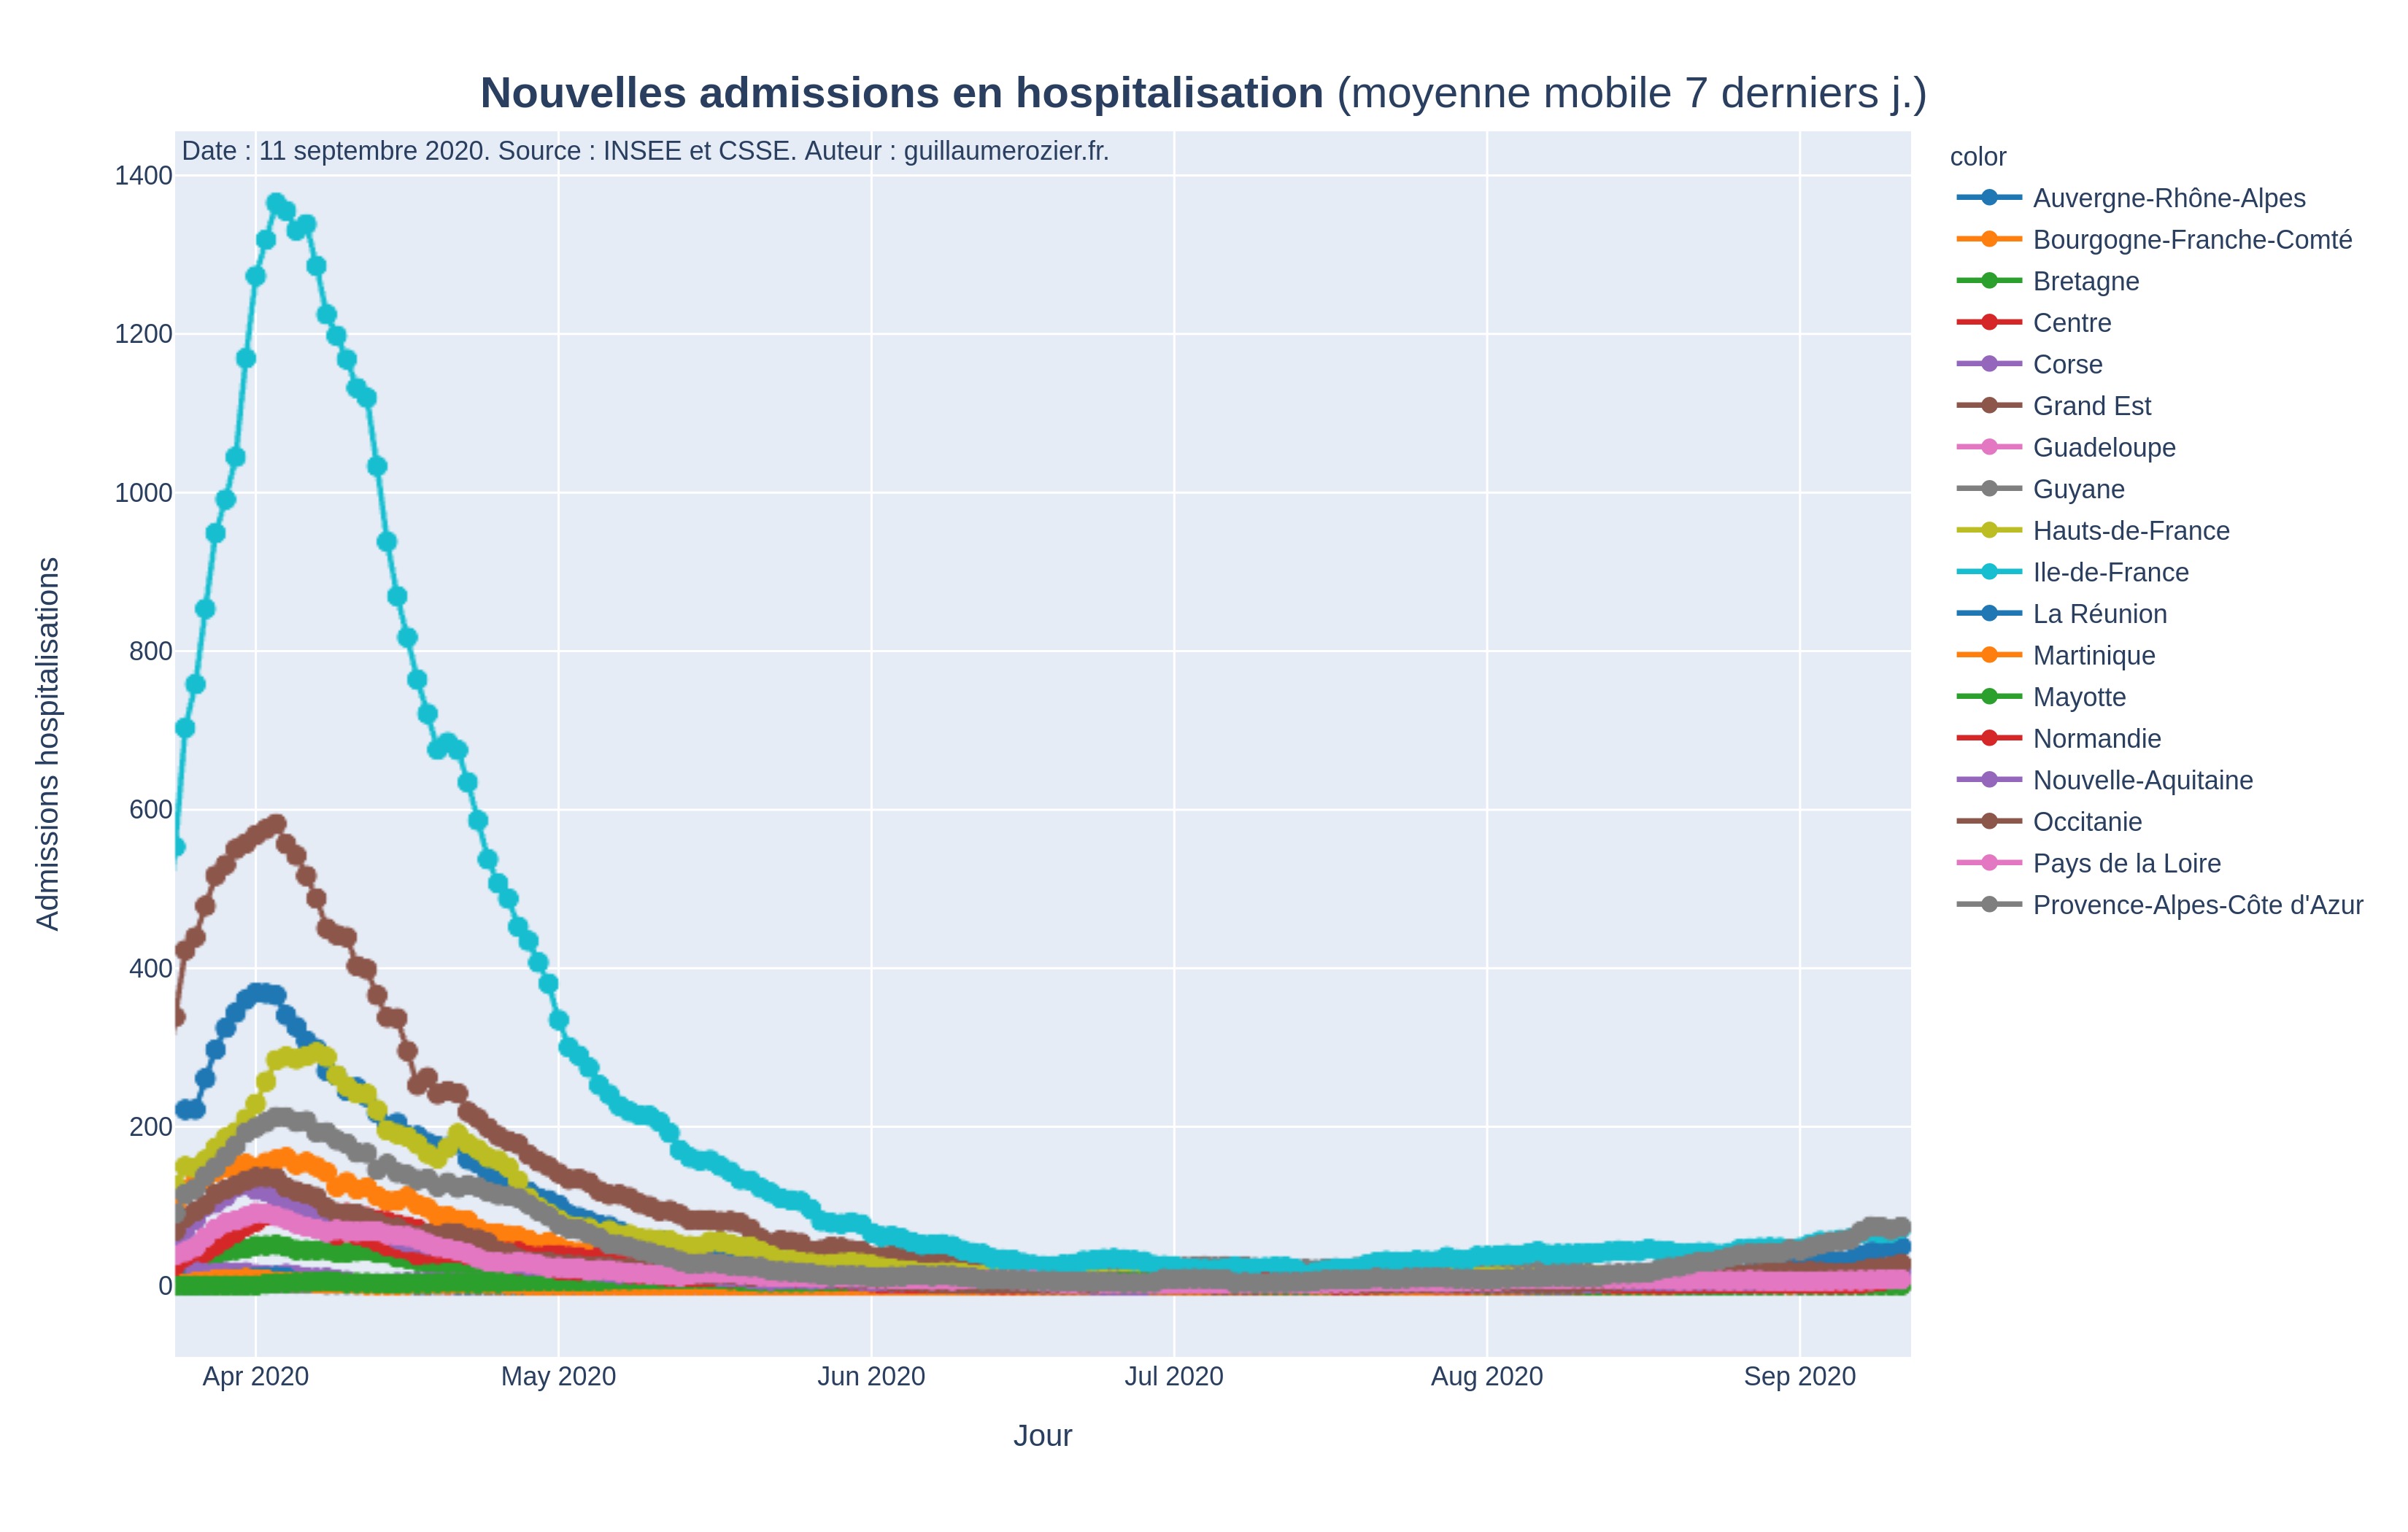 Nouvelles admissions en hospitalisation (moyenne mobile 7 derniers j.)
Date : 11 septembre 2020. Source : INSEE et CSSE. Auteur : guillaumerozier.fr.
1400
1200
1000
800
600
400
200
0
Admissions hospitalisations
Apr 2020
May 2020
Jun 2020
Jul 2020
Aug 2020
Sep 2020
Jour
color
Auvergne-Rhône-Alpes
Bourgogne-Franche-Comté
Bretagne
Centre
Corse
Grand Est
Guadeloupe
Guyane
Hauts-de-France
Ile-de-France
La Réunion
Martinique
Mayotte
Normandie
Nouvelle-Aquitaine
Occitanie
Pays de la Loire
Provence-Alpes-Côte d'Azur